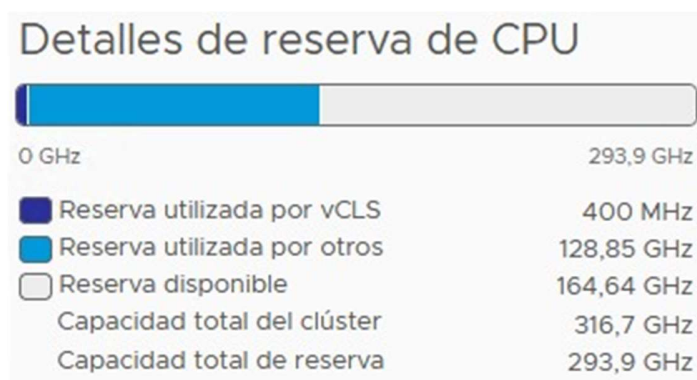 Detalles de reserva de CPU
0 GHz 293,9 GHz
Reserva utilizada por vCLS 400 MHz
Reserva utilizada por otros 128,85 GHz
Reserva disponible 164,64 GHz
Capacidad total del clúster 316,7 GHz
Capacidad total de reserva 293,9 GHz